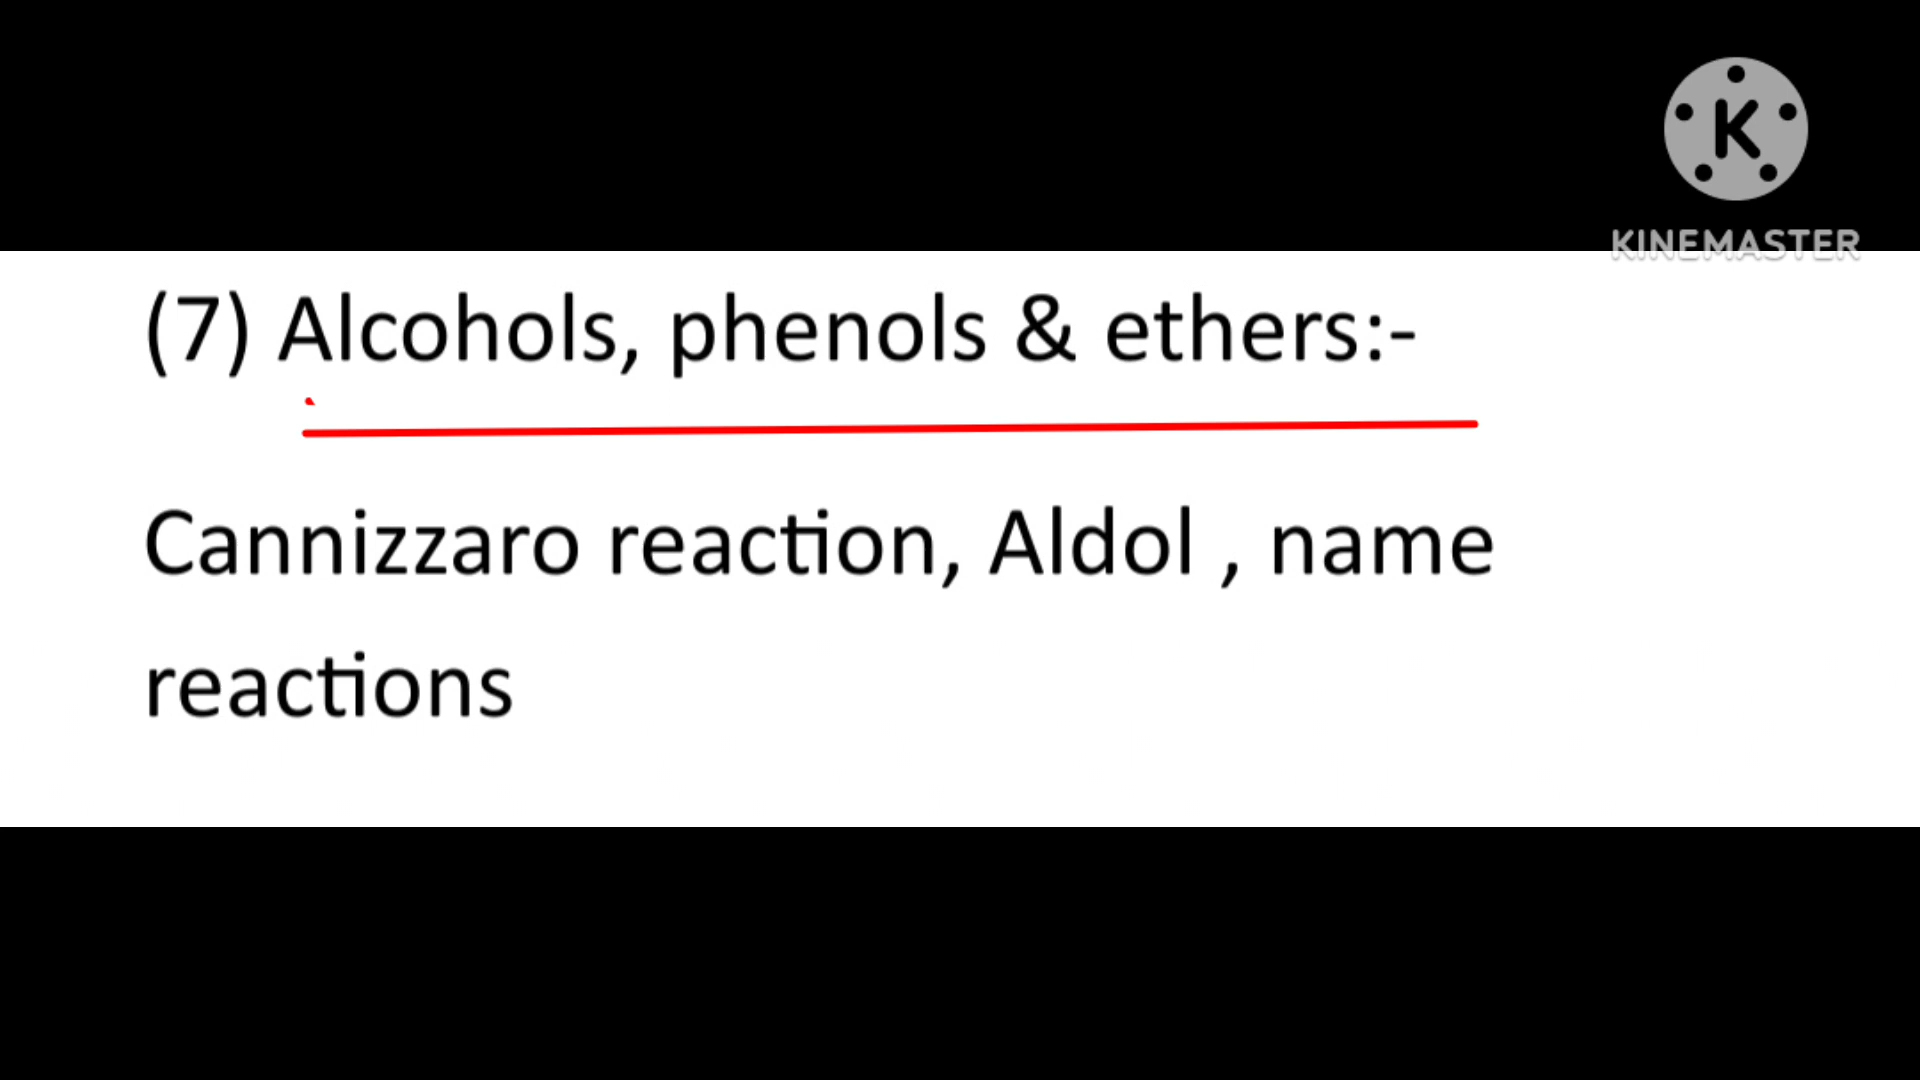 K
KINEMASTER
(7) Alcohols, phenols & ethers:-
Cannizzaro reaction, Aldol , name
reactions